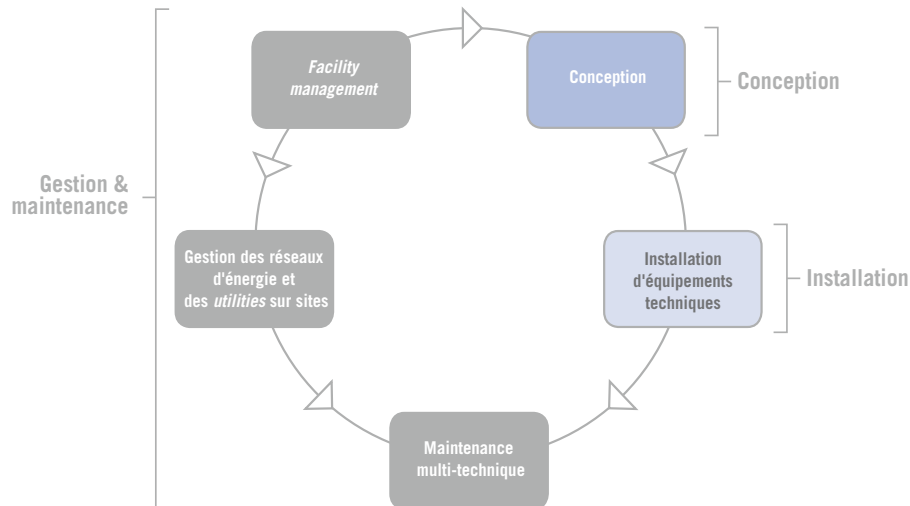 Facility
management
Conception
Conception
Gestion &
maintenance
Gestion des réseaux
d'énergie et
des utilities sur sites
Installation
d'équipements
techniques
Installation
Maintenance
multi-technique